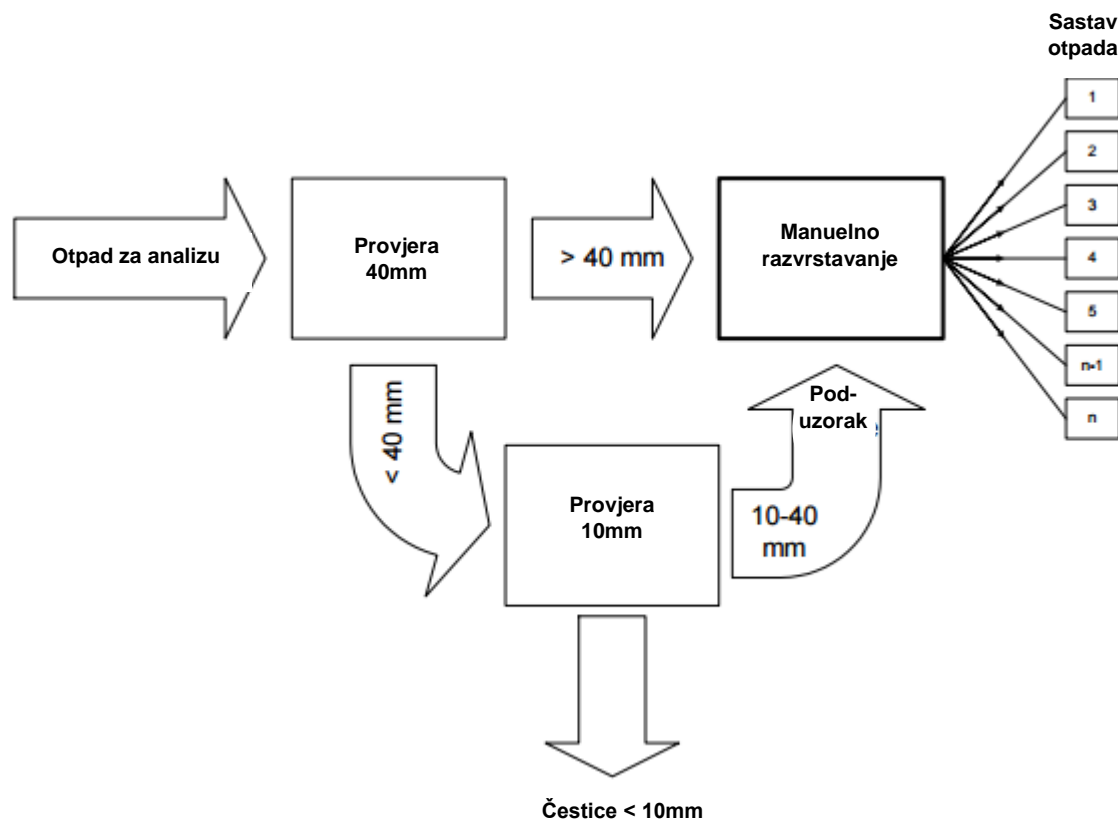 Sastav
otpada
1
2
3
4
5
n-1
n
Otpad za analizu
Provjera
40mm
> 40 mm
Manuelno
razvrstavanje
< 40 mm
Pod-
uzorak
Provjera
10mm
10-40
mm
Čestice < 10mm